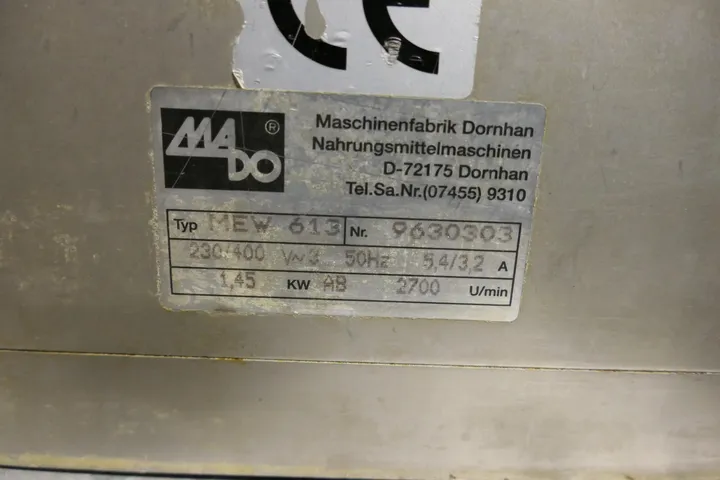 CE
MADO ®
Maschinenfabrik Dornhan
Nahrungsmittelmaschinen
D-72175 Dornhan
Tel.Sa.Nr.(07455) 9310
Typ MEW 613 Nr. 9630303
230/400 V~3 50Hz 5,4/3,2 A
1,45 KW AB 2700 U/min